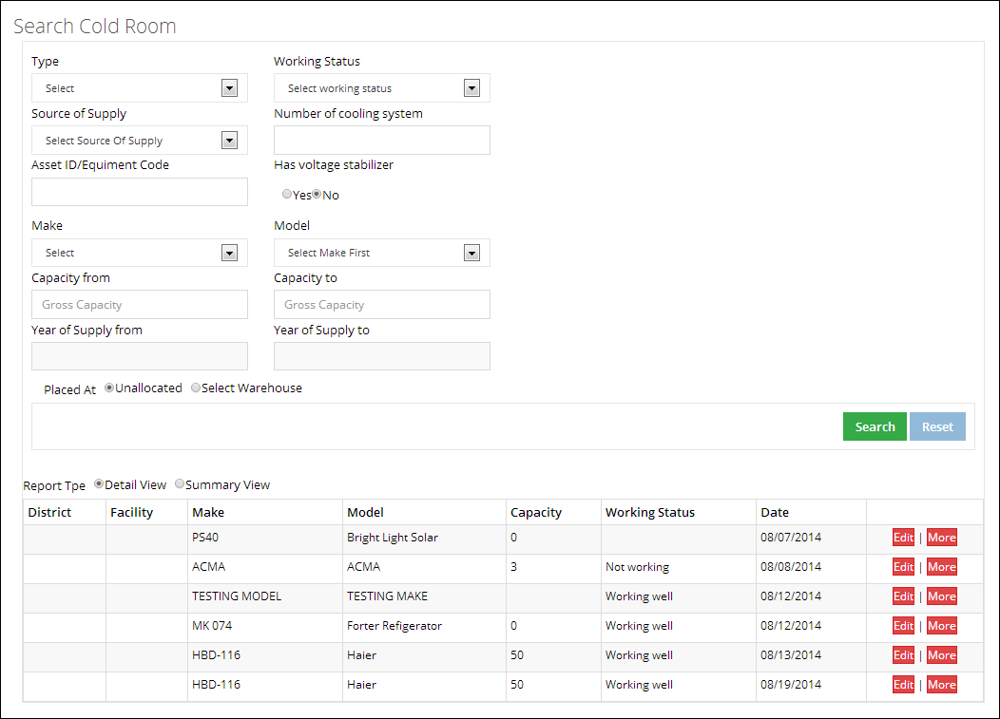 Search Cold Room
Type Working Status
Select Select working status
Source of Supply Number of cooling system
Select Source Of Supply
Asset ID/Equiment Code Has voltage stabilizer
Yes No
Make Model
Select Select Make First
Capacity from Capacity to
Gross Capacity Gross Capacity
Year of Supply from Year of Supply to
Placed At Unallocated Select Warehouse
Search Reset
Report Tpe Detail View Summary View
District Facility Make Model Capacity Working Status Date
PS40 Bright Light Solar 0 08/07/2014 Edit | More
ACMA ACMA 3 Not working 08/08/2014 Edit | More
TESTING MODEL TESTING MAKE Working well 08/12/2014 Edit | More
MK 074 Forter Refigerator 0 Working well 08/12/2014 Edit | More
HBD-116 Haier 50 Working well 08/13/2014 Edit | More
HBD-116 Haier 50 Working well 08/19/2014 Edit | More